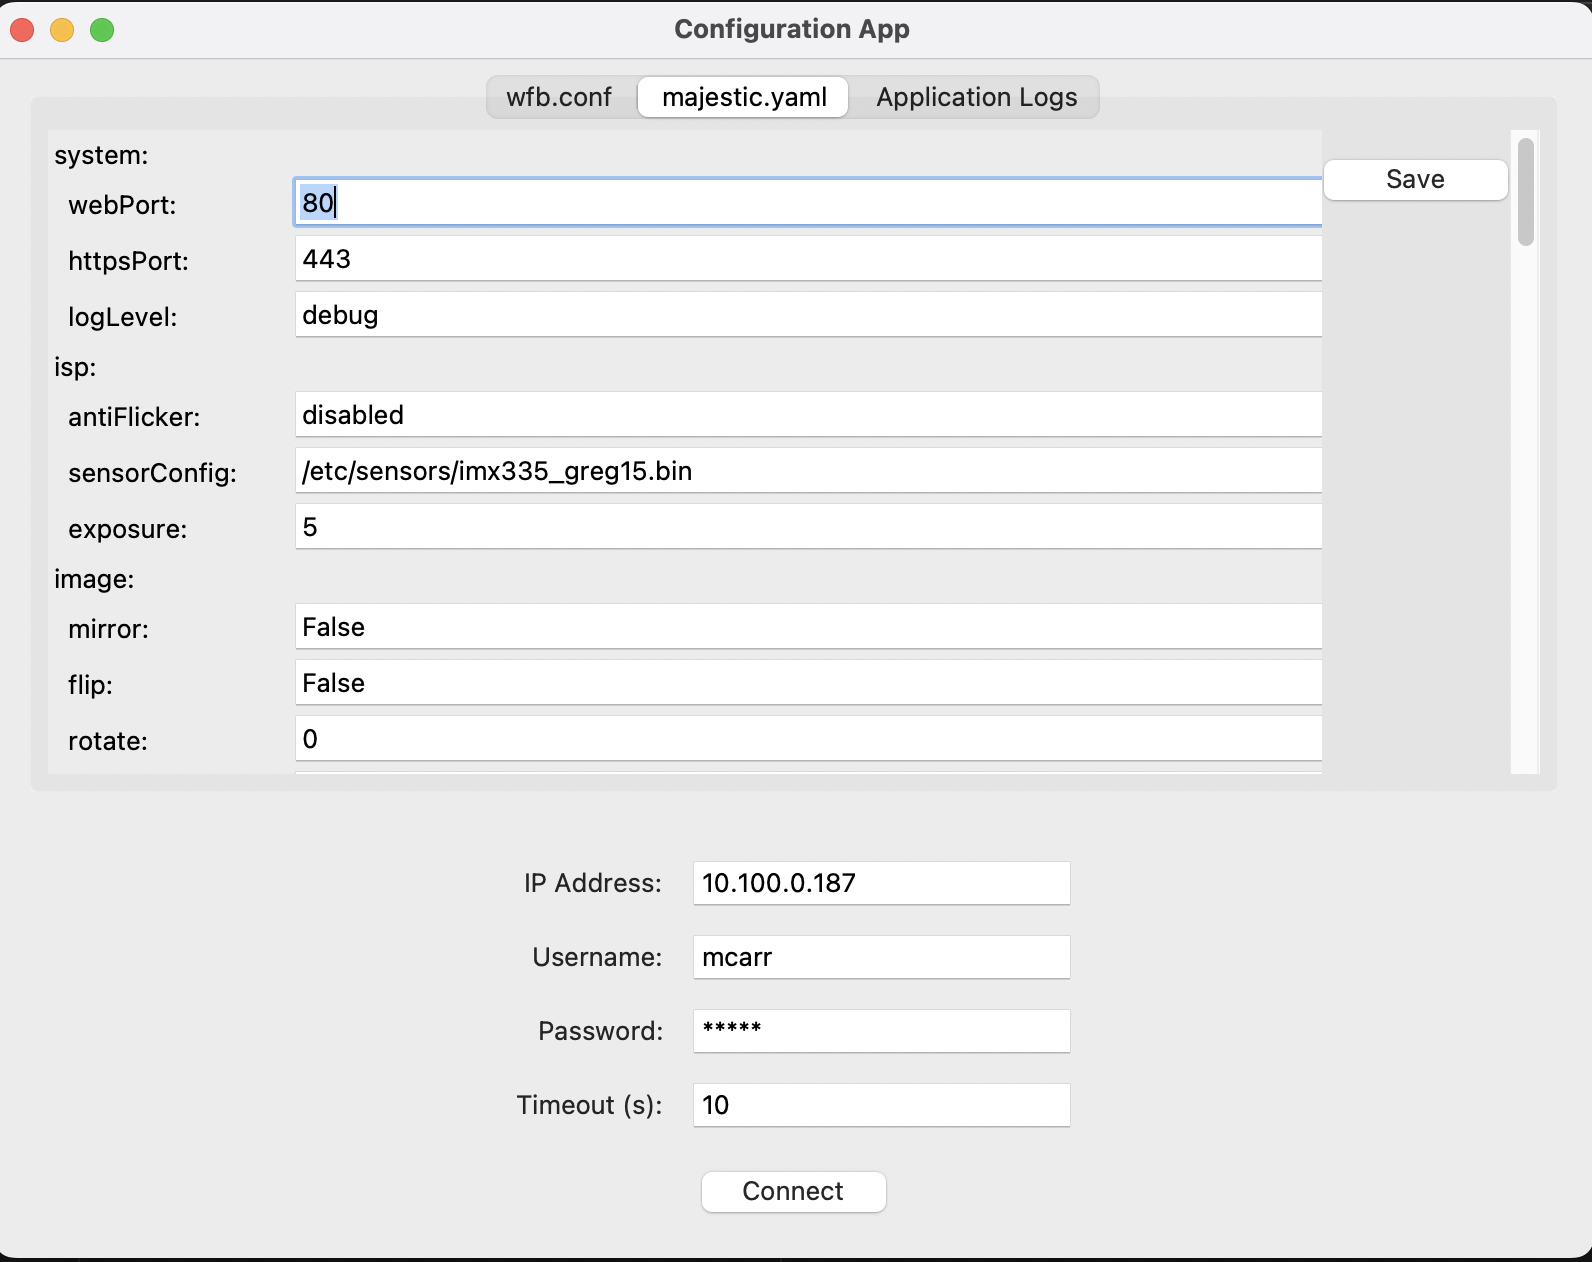 Configuration App
wfb.conf majestic.yaml Application Logs
system:
webPort: 80
Save
httpsPort: 443
logLevel: debug
isp:
antiFlicker: disabled
sensorConfig: /etc/sensors/imx335_greg15.bin
exposure: 5
image:
mirror: False
flip: False
rotate: 0
IP Address: 10.100.0.187
Username: mcarr
Password: *****
Timeout (s): 10
Connect